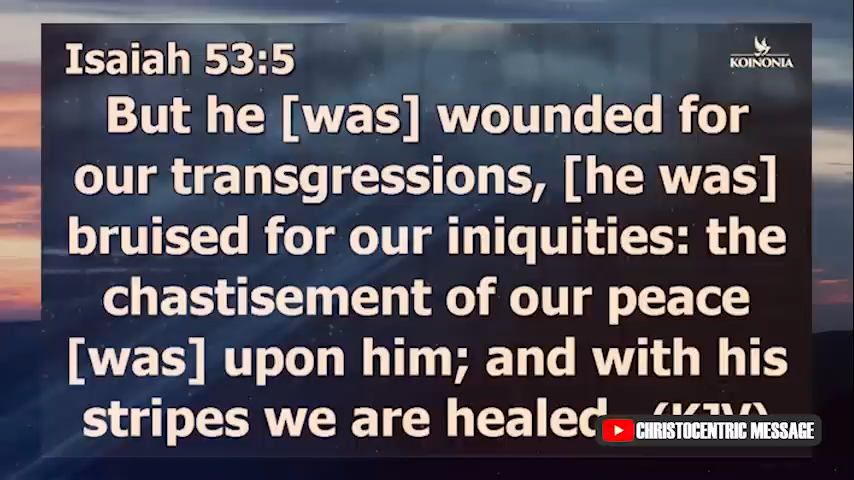 Isaiah 53:5
KOINONIA
But he [was] wounded for
our transgressions, [he was]
bruised for our iniquities: the
chastisement of our peace
[was] upon him; and with his
stripes we are healed. (KJV)
CHRISTOCENTRIC MESSAGE